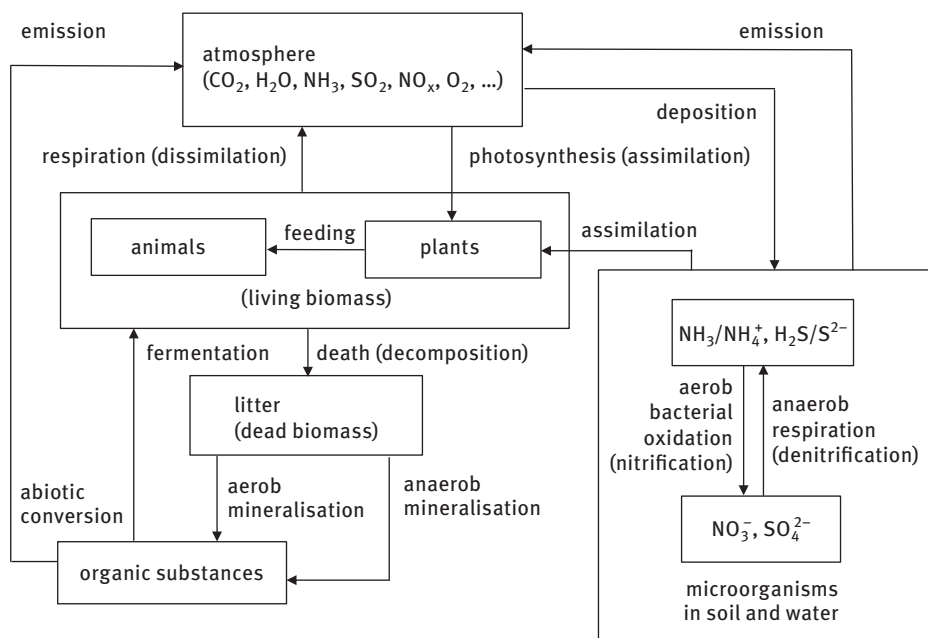 emission
emission
atmosphere
(CO₂, H₂O, NH₃, SO₂, NOₓ, O₂, ...)
deposition
respiration (dissimilation)
photosynthesis (assimilation)
animals
feeding
plants
assimilation
(living biomass)
NH₃/NH₄⁺, H₂S/S²⁻
fermentation
death (decomposition)
litter
(dead biomass)
aerob
bacterial
oxidation
(nitrification)
anaerob
respiration
(denitrification)
abiotic
conversion
aerob
mineralisation
anaerob
mineralisation
organic substances
NO₃⁻, SO₄²⁻
microorganisms
in soil and water